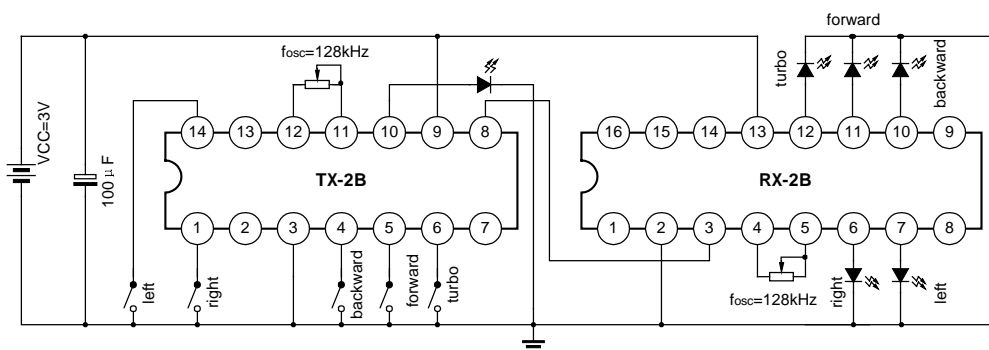 forward
fosc=128kHz
turbo
backward
VCC=3V
100 μF
14 13 12 11 10 9 8
16 15 14 13 12 11 10 9
TX-2B
RX-2B
1 2 3 4 5 6 7
1 2 3 4 5 6 7 8
left
right
backward
forward
turbo
fosc=128kHz
right
left